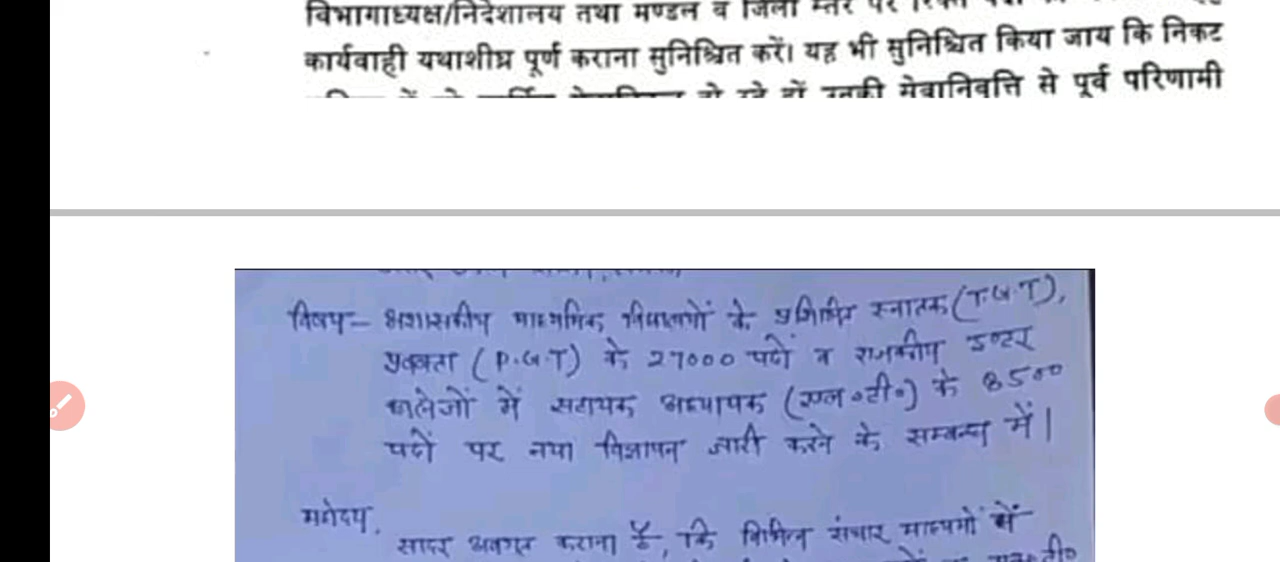 विभागाध्यक्ष/निदेशालय तथा मण्डल व जिला स्तर पर रिक्त
कार्यवाही यथाशीघ्र पूर्ण कराना सुनिश्चित करें। यह भी सुनिश्चित किया जाय कि निकट
हो रहे हों उनकी सेवानिवृत्ति से पूर्व परिणामी
विषय- अशासकीय माध्यमिक विद्यालयों के प्रशिक्षित स्नातक (T.G.T),
प्रवक्ता (P.G.T) के 27000 पदों व राजकीय इण्टर
कालेजों में सहायक अध्यापक (एल०टी०) के 8500
पदों पर नया विज्ञापन जारी करने के सम्बन्ध में।
महोदय,
सादर अवगत कराना है, कि विभिन्न संचार माध्यमों में